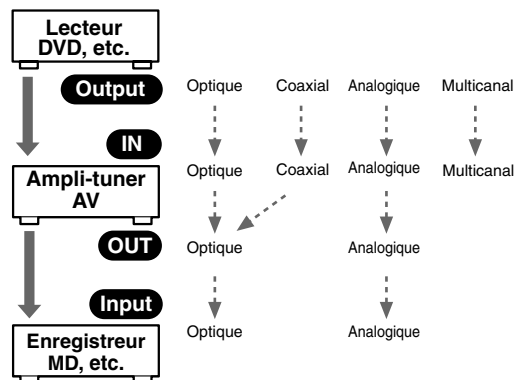 Lecteur
DVD, etc.
Output
Optique Coaxial Analogique Multicanal
IN
Optique Coaxial Analogique Multicanal
Ampli-tuner
AV
OUT
Optique Analogique
Input
Optique Analogique
Enregistreur
MD, etc.